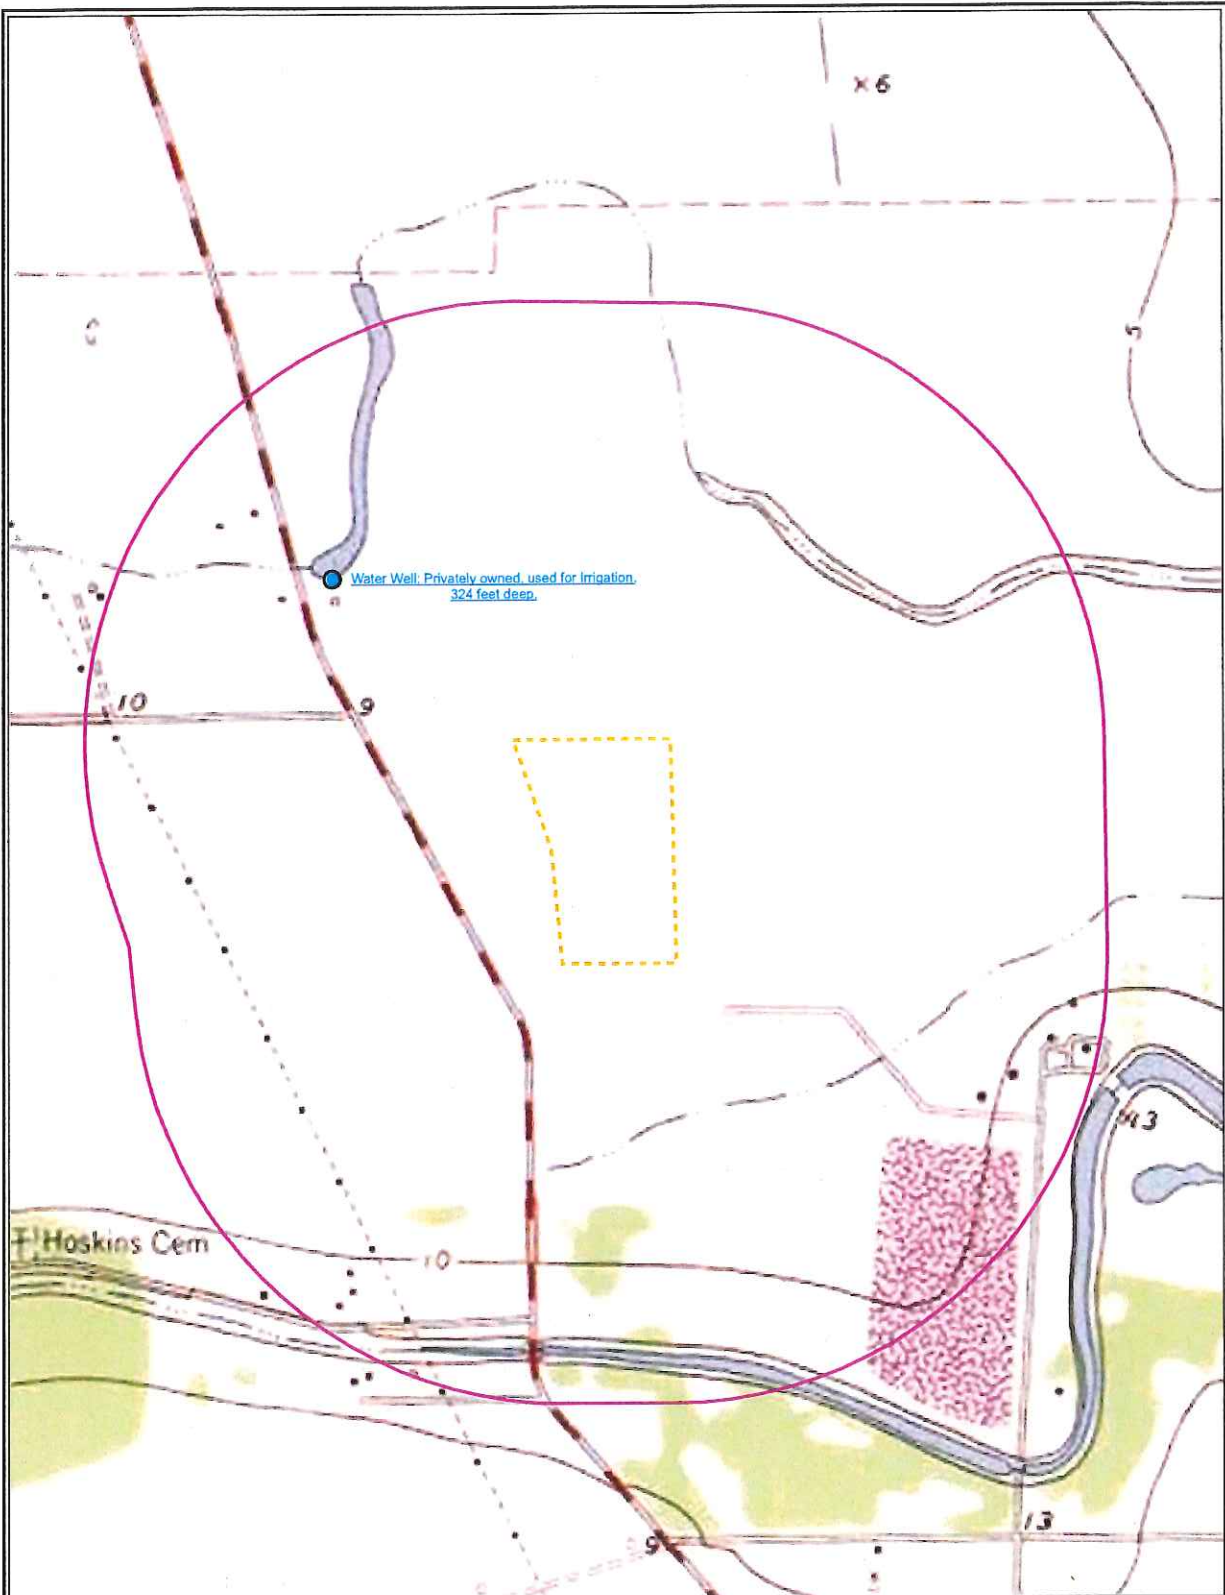 ×6
5
Water Well: Privately owned, used for Irrigation,
324 feet deep.
10
9
×13
Hoskins Cem
10
13
9